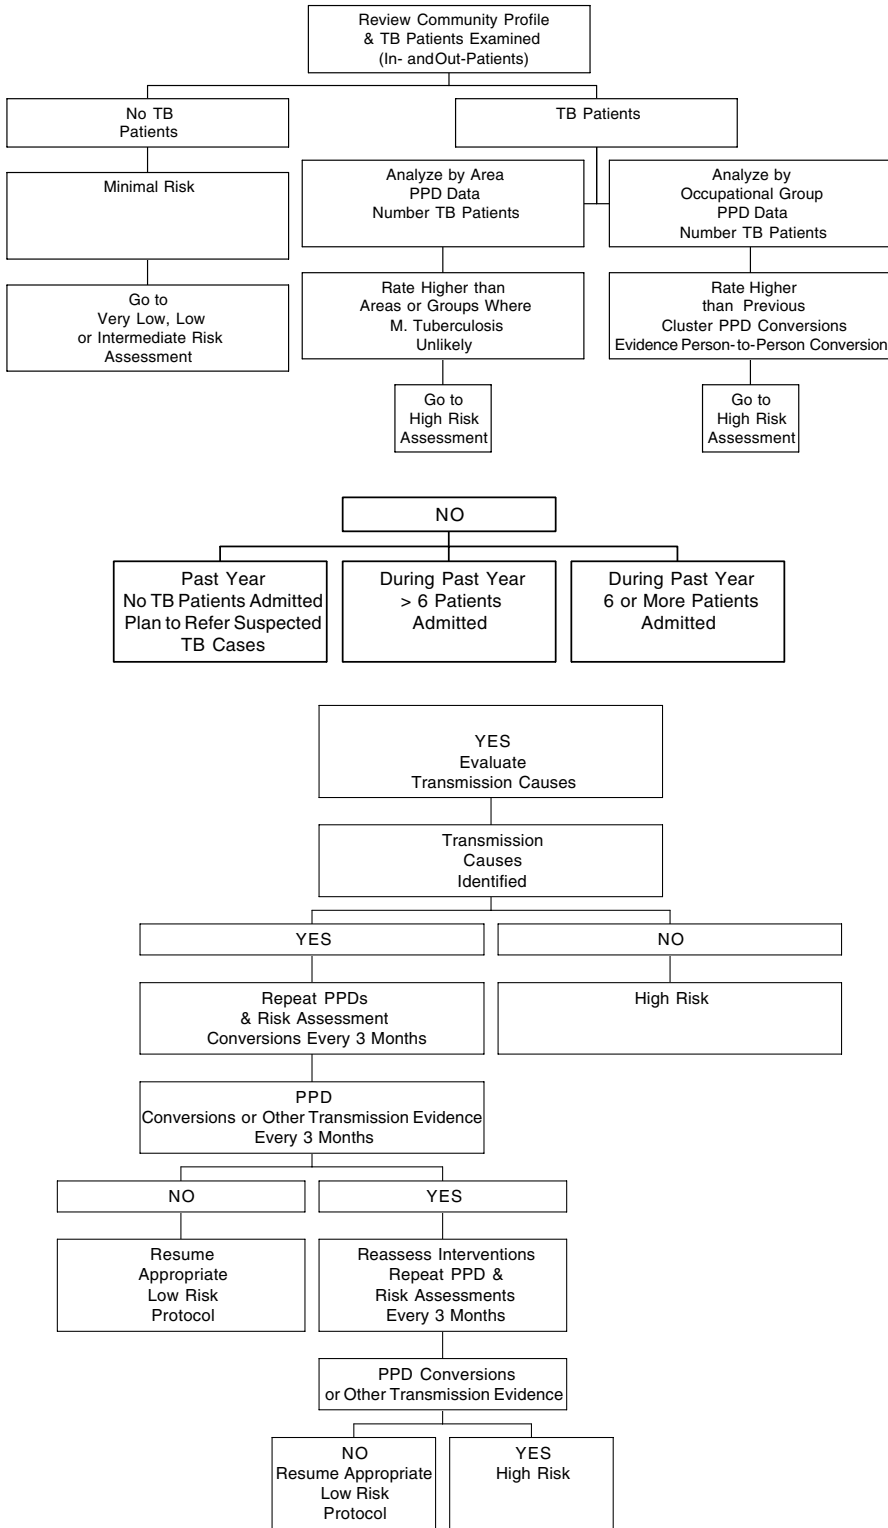 Review Community Profile
& TB Patients Examined
(In- andOut-Patients)
No TB
Patients
TB Patients
Minimal Risk
Analyze by Area
PPD Data
Number TB Patients
Analyze by
Occupational Group
PPD Data
Number TB Patients
Go to
Very Low, Low
or Intermediate Risk
Assessment
Rate Higher than
Areas or Groups Where
M. Tuberculosis
Unlikely
Rate Higher
than Previous
Cluster PPD Conversions
Evidence Person-to-Person Conversion
Go to
High Risk
Assessment
Go to
High Risk
Assessment
NO
Past Year
No TB Patients Admitted
Plan to Refer Suspected
TB Cases
During Past Year
> 6 Patients
Admitted
During Past Year
6 or More Patients
Admitted
YES
Evaluate
Transmission Causes
Transmission
Causes
Identified
YES
NO
Repeat PPDs
& Risk Assessment
Conversions Every 3 Months
High Risk
PPD
Conversions or Other Transmission Evidence
Every 3 Months
NO
YES
Resume
Appropriate
Low Risk
Protocol
Reassess Interventions
Repeat PPD &
Risk Assessments
Every 3 Months
PPD Conversions
or Other Transmission Evidence
NO
Resume Appropriate
Low Risk
Protocol
YES
High Risk